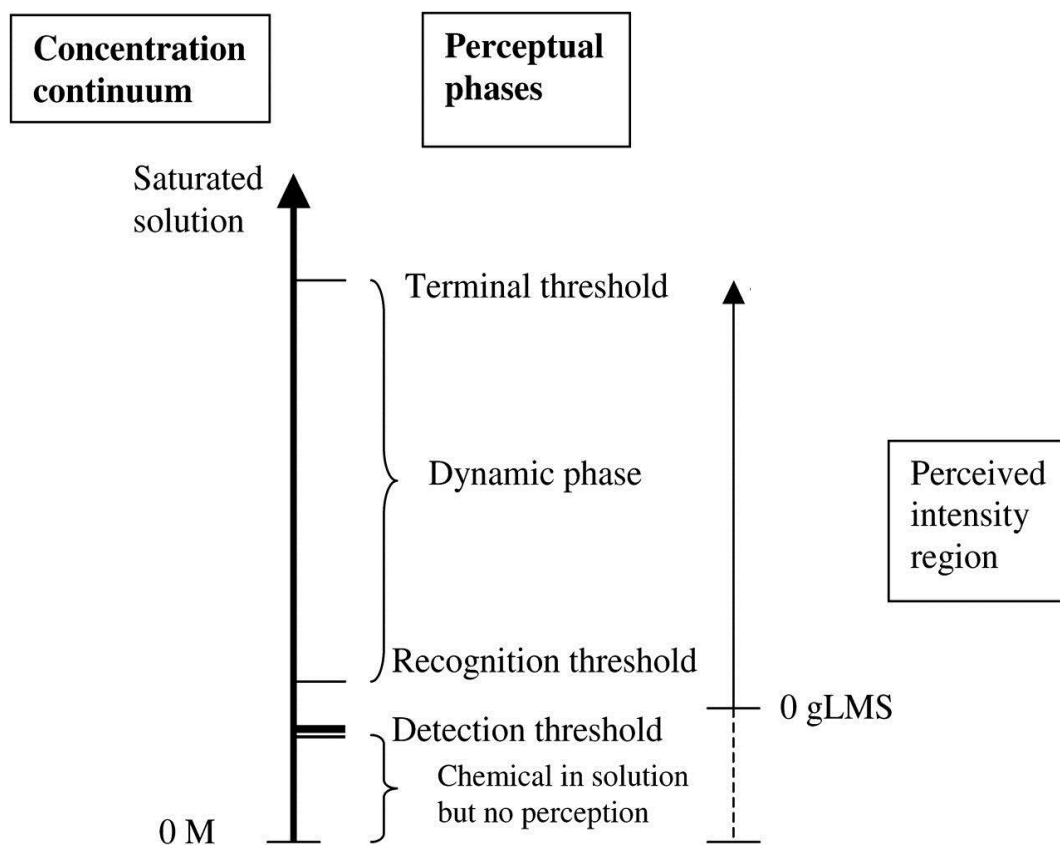 Concentration
continuum
Perceptual
phases
Saturated
solution
Terminal threshold
Dynamic phase
Perceived
intensity
region
Recognition threshold
0 gLMS
Detection threshold
Chemical in solution
but no perception
0 M